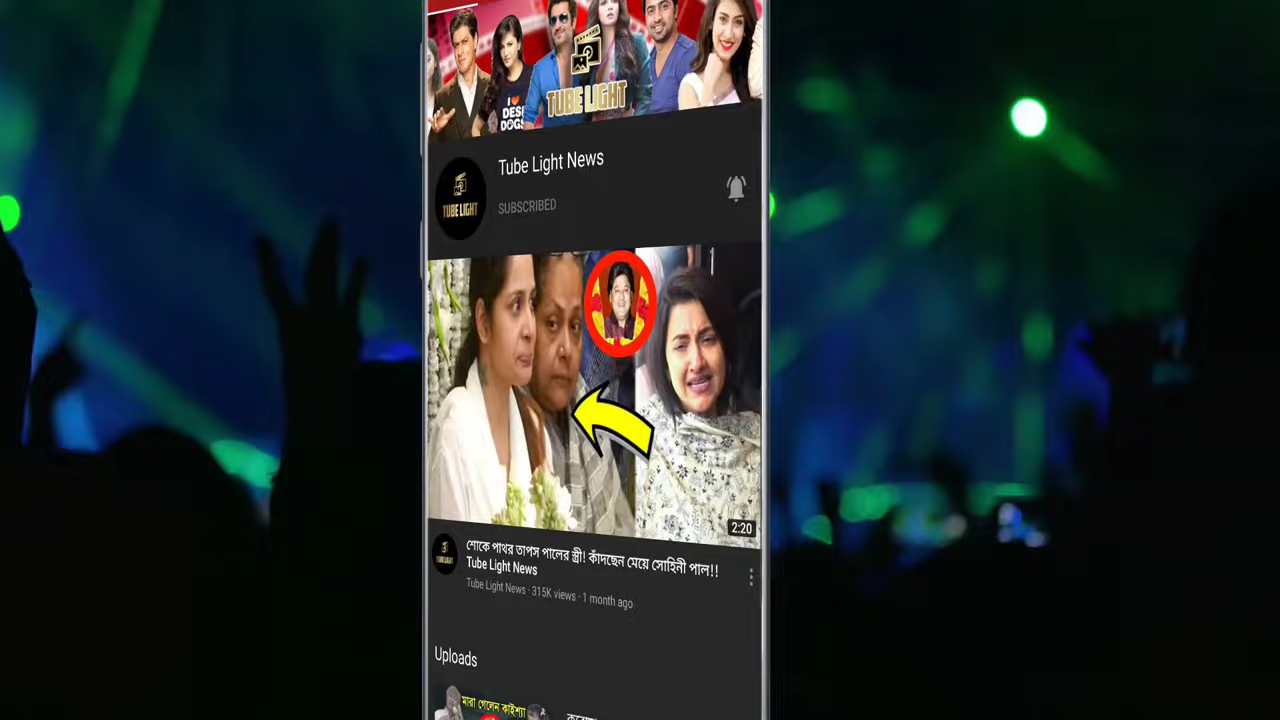 I ❤ DESI DOGS
TUBE LIGHT
Tube Light News
SUBSCRIBED
TUBE LIGHT
2:20
শোকে পাথর তাপস পালের স্ত্রী! কাঁদছেন মেয়ে সোহিনী পাল!!
Tube Light News
Tube Light News · 315K views · 1 month ago
Uploads
মারা গেলেন কাইশ্যা